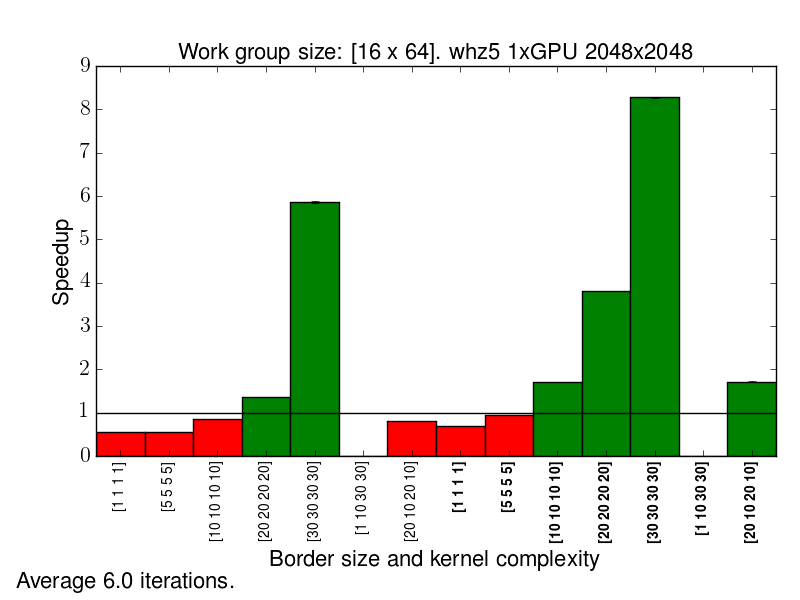 Work group size: [16 x 64]. whz5 1xGPU 2048x2048
9
8
7
6
5
4
3
2
1
0
Speedup
[1 1 1 1]
[5 5 5 5]
[10 10 10 10]
[20 20 20 20]
[30 30 30 30]
[1 10 30 30]
[20 10 20 10]
[1 1 1 1]
[5 5 5 5]
[10 10 10 10]
[20 20 20 20]
[30 30 30 30]
[1 10 30 30]
[20 10 20 10]
Border size and kernel complexity
Average 6.0 iterations.